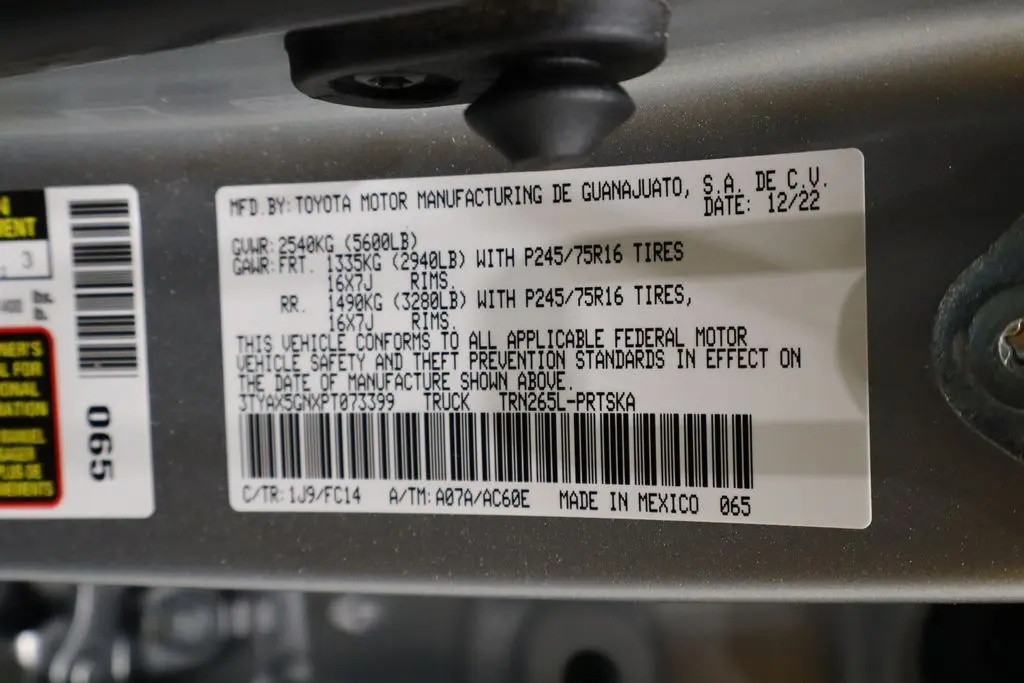 MFD.BY:TOYOTA MOTOR MANUFACTURING DE GUANAJUATO, S.A. DE C.V.
DATE: 12/22
GVWR:2540KG (5600LB)
GAWR:FRT. 1335KG (2940LB) WITH P245/75R16 TIRES
16X7J RIMS.
RR. 1490KG (3280LB) WITH P245/75R16 TIRES,
16X7J RIMS.
THIS VEHICLE CONFORMS TO ALL APPLICABLE FEDERAL MOTOR
VEHICLE SAFETY AND THEFT PREVENTION STANDARDS IN EFFECT ON
THE DATE OF MANUFACTURE SHOWN ABOVE.
3TYAX5GNXPT073399 TRUCK TRN265L-PRTSKA
C/TR:1J9/FC14 A/TM:A07A/AC60E MADE IN MEXICO 065
065
3